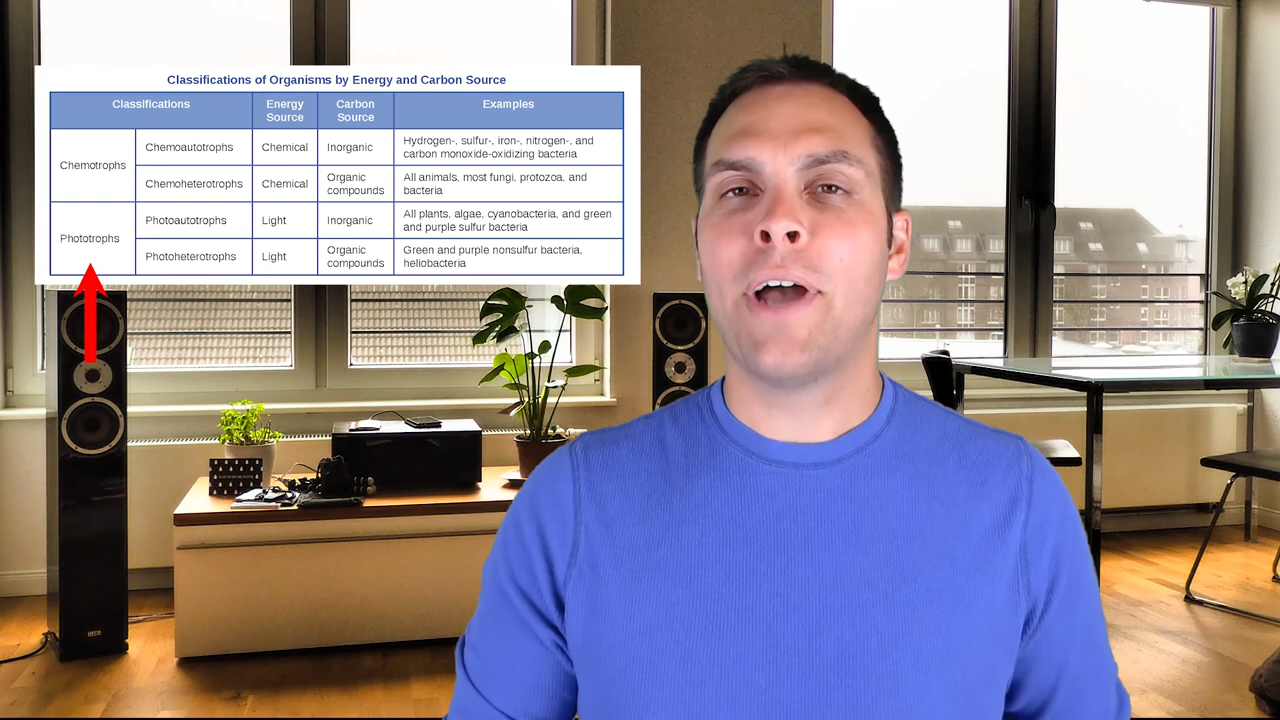 Classifications of Organisms by Energy and Carbon Source
Classifications
Energy
Source
Carbon
Source
Examples
Chemotrophs
Chemoautotrophs
Chemical
Inorganic
Hydrogen-, sulfur-, iron-, nitrogen-, and
carbon monoxide-oxidizing bacteria
Chemoheterotrophs
Chemical
Organic
compounds
All animals, most fungi, protozoa, and
bacteria
Phototrophs
Photoautotrophs
Light
Inorganic
All plants, algae, cyanobacteria, and green
and purple sulfur bacteria
Photoheterotrophs
Light
Organic
compounds
Green and purple nonsulfur bacteria,
heliobacteria
HECO